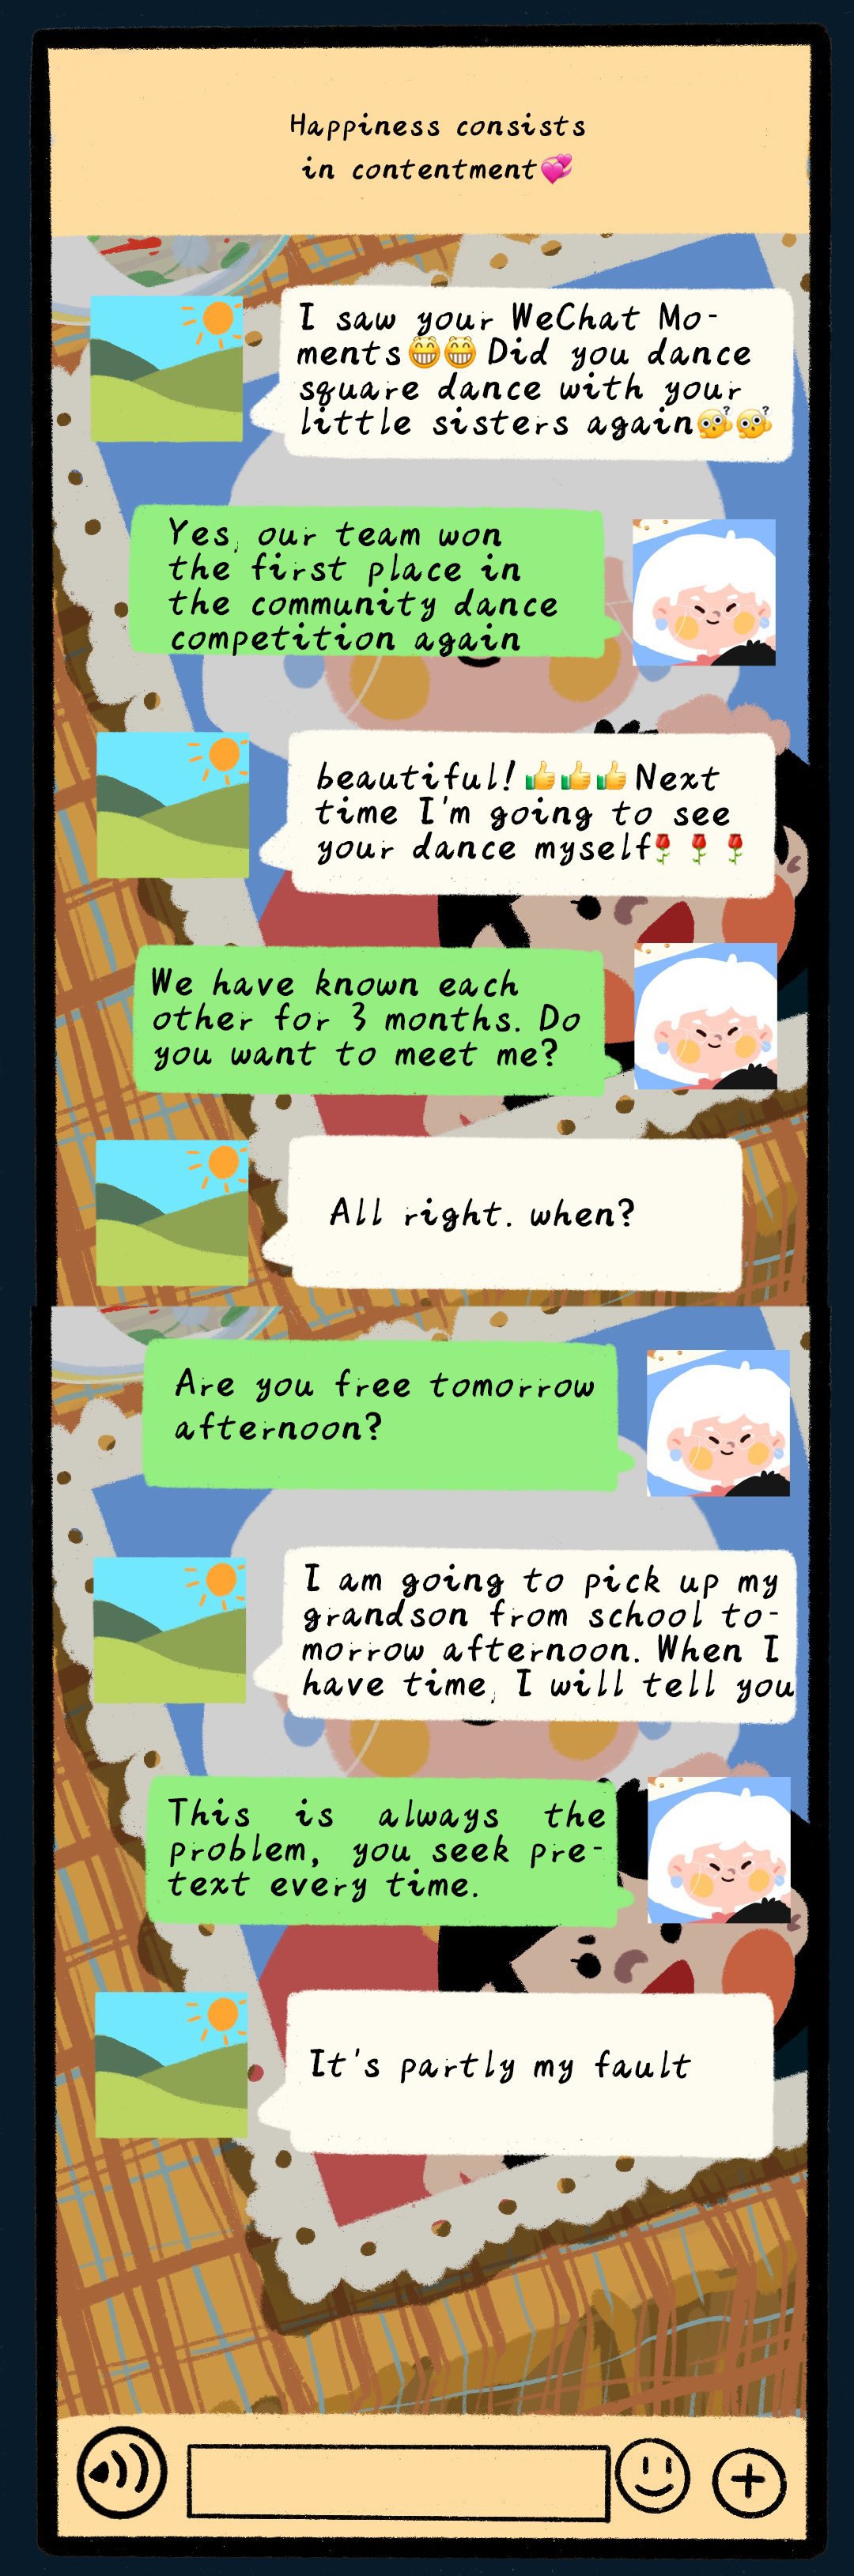 Happiness consists
in contentment💞
I saw your WeChat Mo-
ments😁😁 Did you dance
square dance with your
little sisters again
Yes, our team won
the first place in
the community dance
competition again
beautiful!👍👍👍Next
time I'm going to see
your dance myself🌹🌹🌹
We have known each
other for 3 months. Do
you want to meet me?
All right. when?
Are you free tomorrow
afternoon?
I am going to pick up my
grandson from school to-
morrow afternoon. When I
have time, I will tell you
This is always the
problem, you seek pre-
text every time.
It's partly my fault